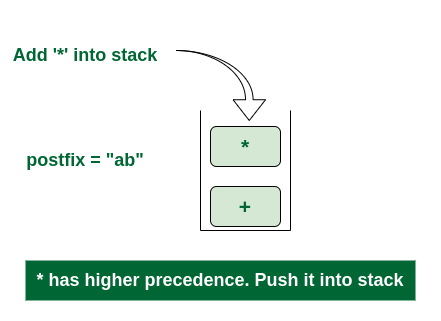 Add '*' into stack
*
postfix = "ab"
+
* has higher precedence. Push it into stack